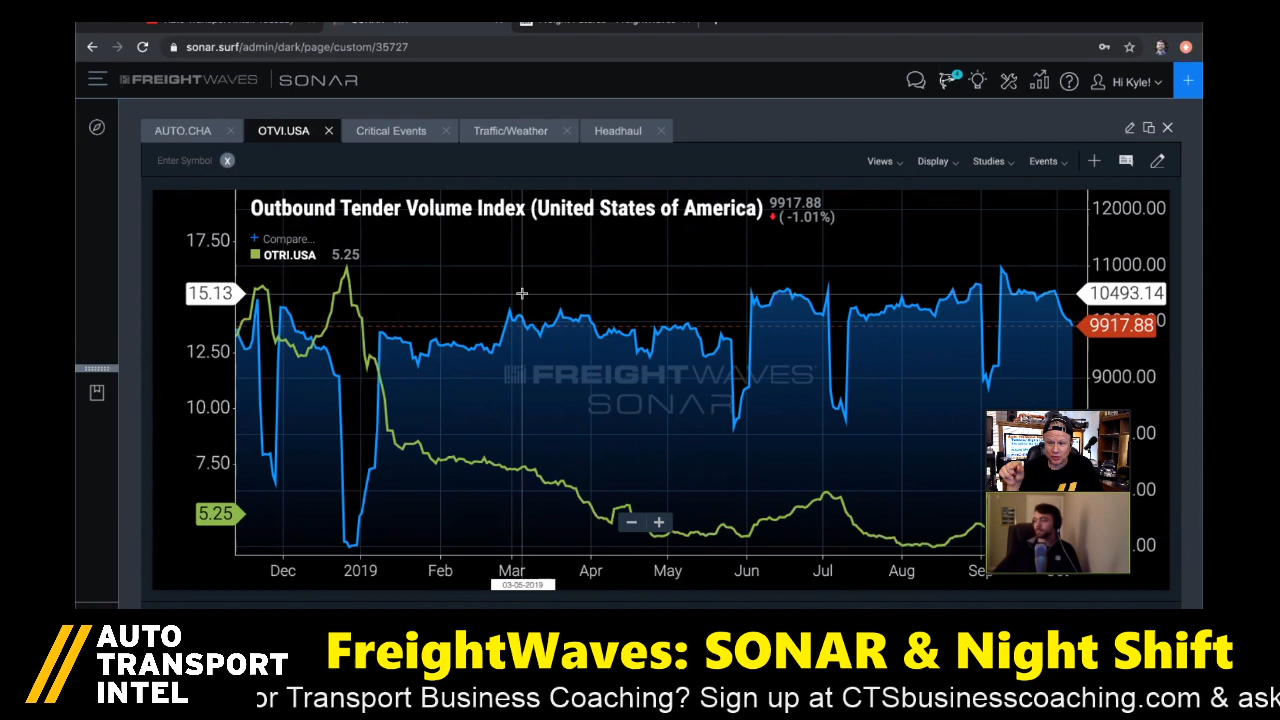 sonar.surf/admin/dark/page/custom/35727
FREIGHTWAVES SONAR
Hi Kyle!
AUTO.CHA OTVI.USA Critical Events Traffic/Weather Headhaul
Enter Symbol X Views Display Studies Events
Outbound Tender Volume Index (United States of America) 9917.88
(-1.01%)
Compare...
OTRI.USA 5.25
17.50
15.13
12.50
10.00
7.50
5.25
12000.00
11000.00
10493.14
9917.88
9000.00
.00
.00
.00
FREIGHTWAVES
SONAR
Dec 2019 Feb Mar Apr May Jun Jul Aug
03-05-2019
AUTO
TRANSPORT
INTEL
FreightWaves: SONAR & Night Shift
or Transport Business Coaching? Sign up at CTSbusinesscoaching.com & ask